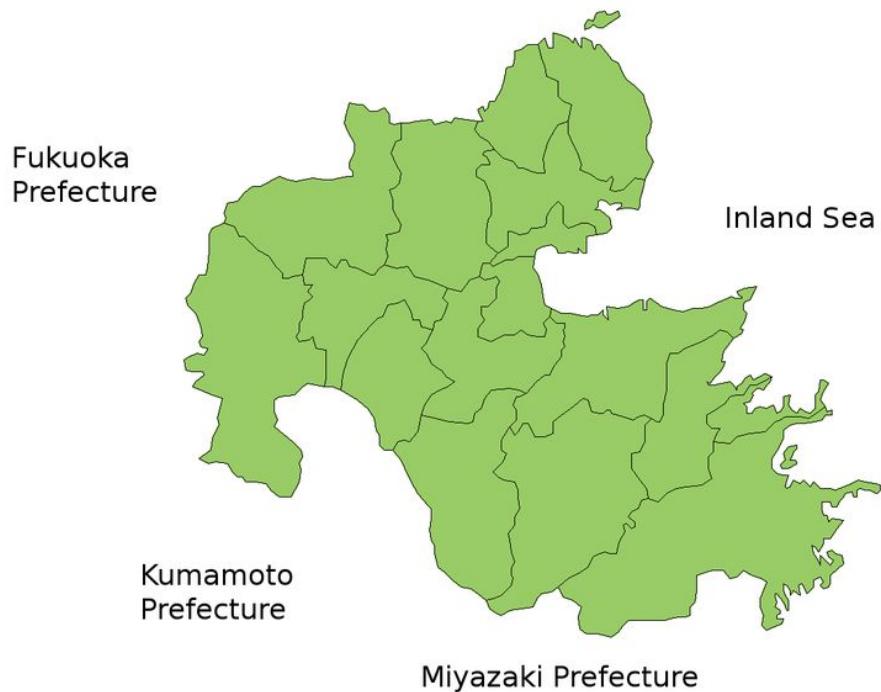 Fukuoka
Prefecture
Inland Sea
Kumamoto
Prefecture
Miyazaki Prefecture